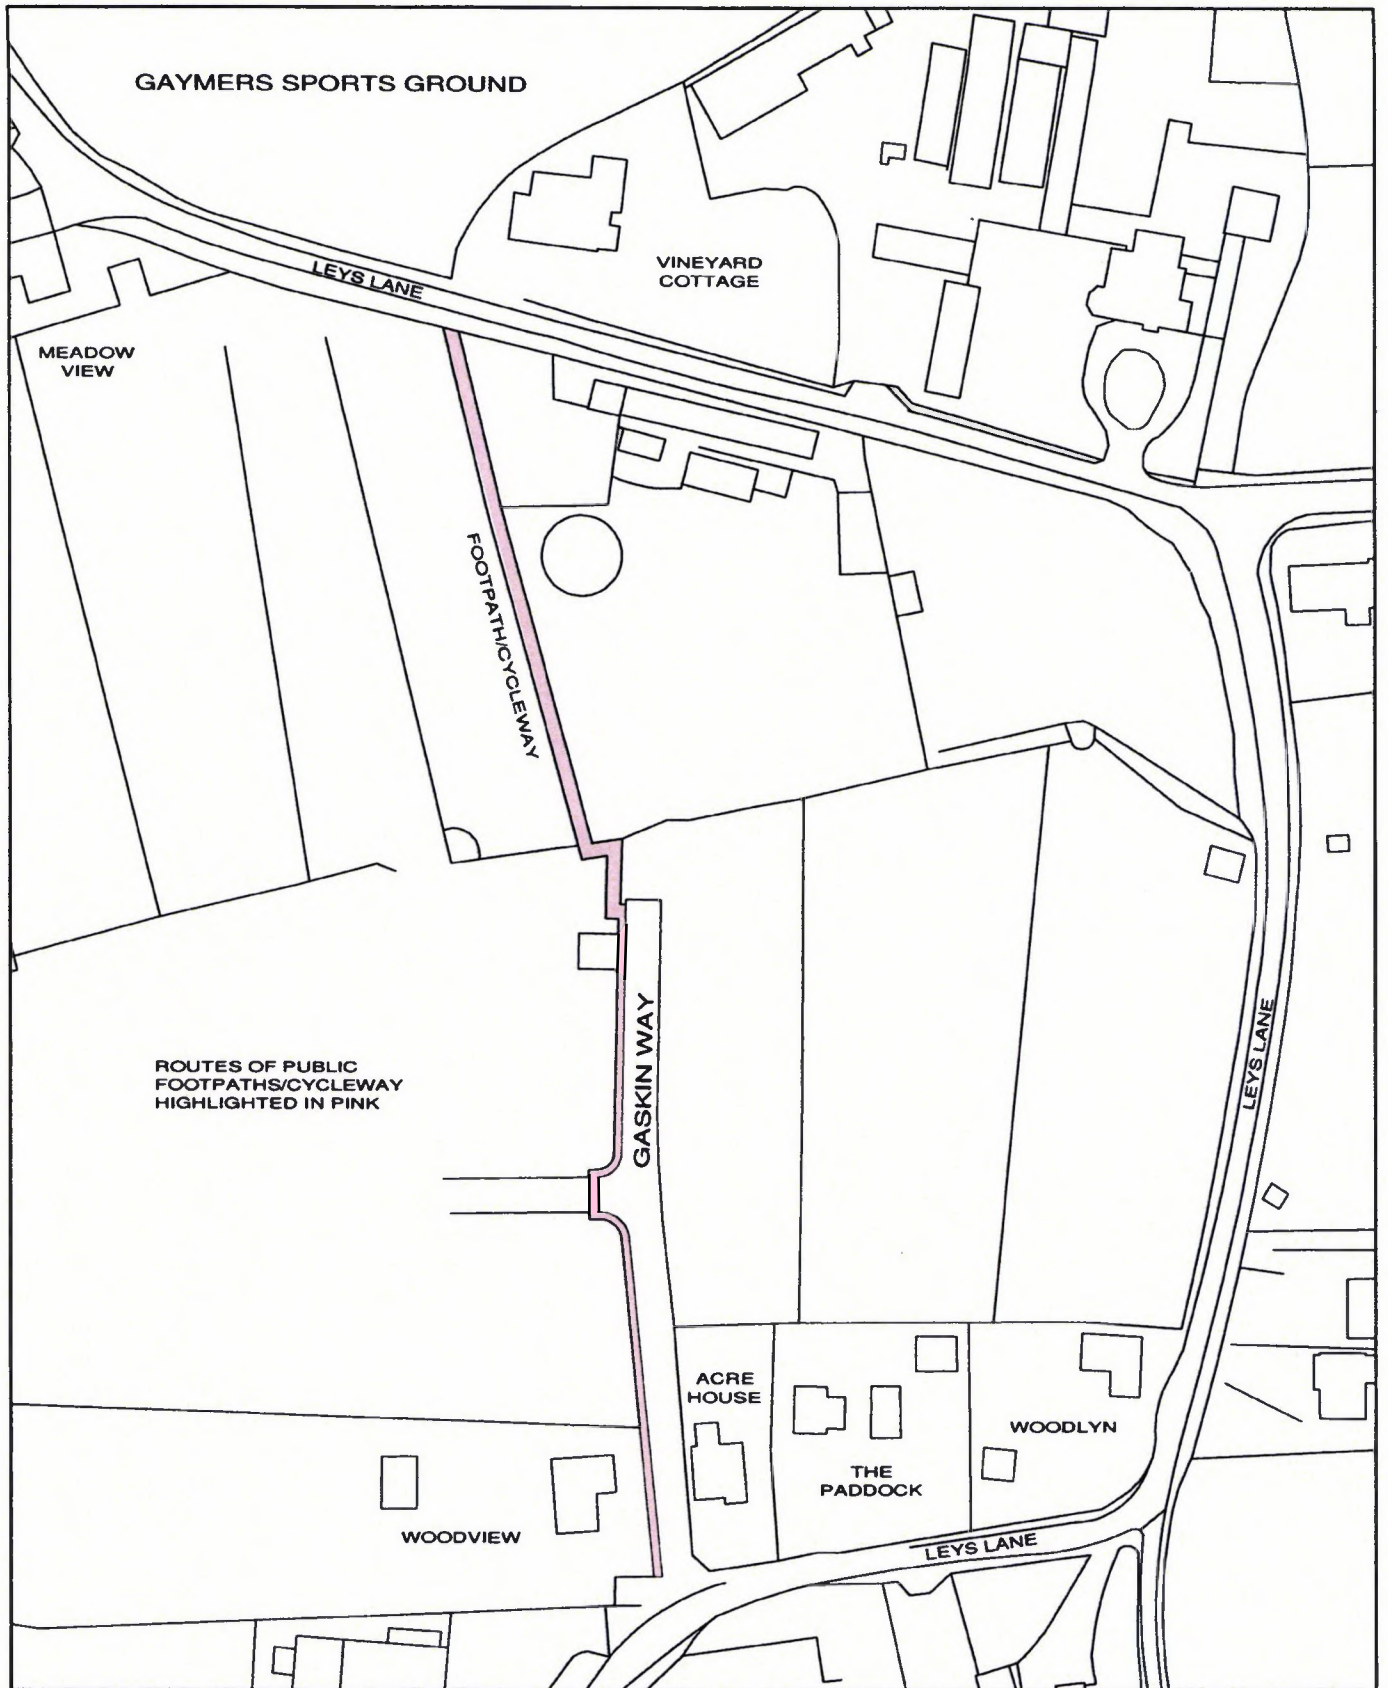 GAYMERS SPORTS GROUND
LEYS LANE
VINEYARD
COTTAGE
MEADOW
VIEW
FOOTPATH/CYCLEWAY
GASKIN WAY
LEYS LANE
ROUTES OF PUBLIC
FOOTPATHS/CYCLEWAY
HIGHLIGHTED IN PINK
ACRE
HOUSE
THE
PADDOCK
WOODLYN
WOODVIEW
LEYS LANE